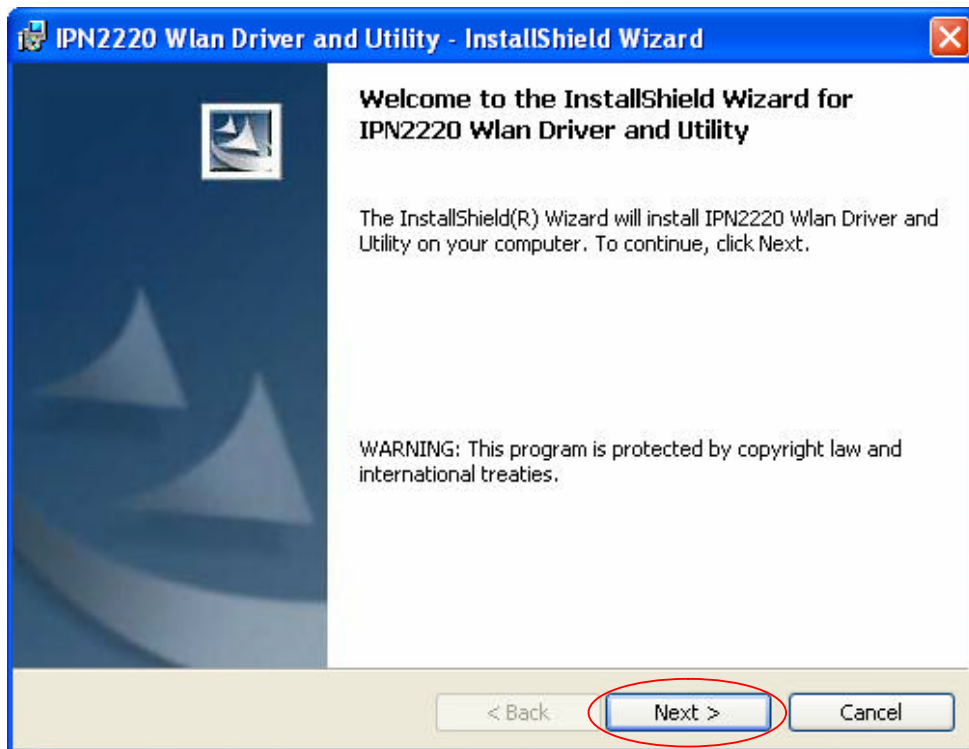 IPN2220 Wlan Driver and Utility - InstallShield Wizard
Welcome to the InstallShield Wizard for
IPN2220 Wlan Driver and Utility
The InstallShield(R) Wizard will install IPN2220 Wlan Driver and
Utility on your computer. To continue, click Next.
WARNING: This program is protected by copyright law and
international treaties.
< Back
Next >
Cancel